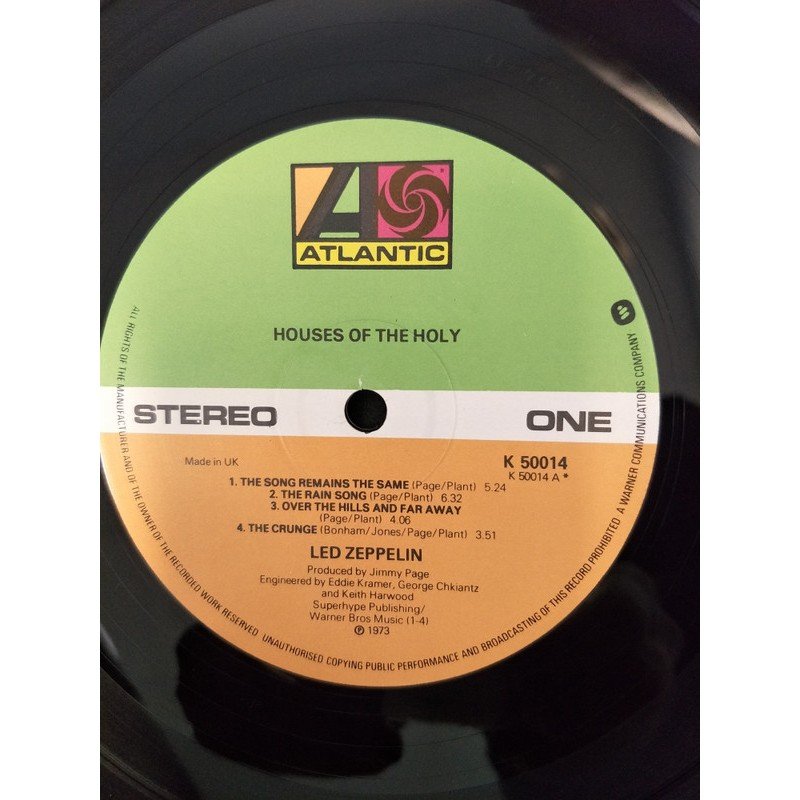 ATLANTIC
HOUSES OF THE HOLY
STEREO
ONE
Made in UK
K 50014
K 50014 A *
1. THE SONG REMAINS THE SAME (Page/Plant) 5.24
2. THE RAIN SONG (Page/Plant) 6.32
3. OVER THE HILLS AND FAR AWAY
(Page/Plant) 4.06
4. THE CRUNGE (Bonham/Jones/Page/Plant) 3.51
LED ZEPPELIN
Produced by Jimmy Page
Engineered by Eddie Kramer, George Chkiantz
and Keith Harwood
Superhype Publishing/
Warner Bros Music (1-4)
℗ 1973
ALL RIGHTS OF THE MANUFACTURER AND OF THE OWNER OF THE RECORDED WORK RESERVED. UNAUTHORISED COPYING PUBLIC PERFORMANCE AND BROADCASTING OF THIS RECORD PROHIBITED A WARNER COMMUNICATIONS COMPANY